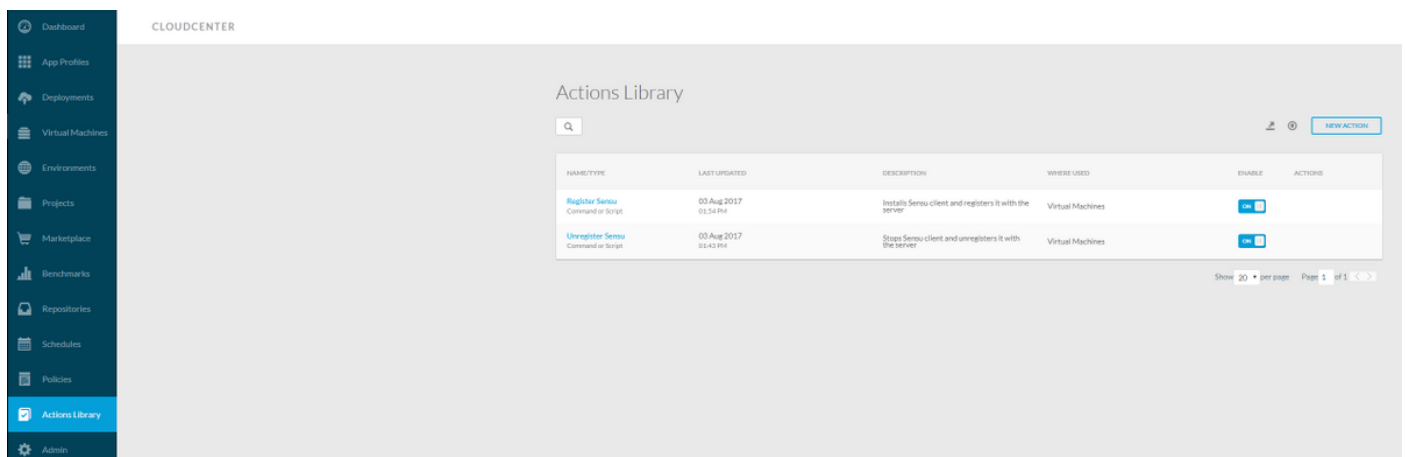 CLOUDCENTER
Dashboard
App Profiles
Deployments
Virtual Machines
Environments
Projects
Marketplace
Benchmarks
Repositories
Schedules
Policies
Actions Library
Admin
Actions Library
NEW ACTION
NAME/TYPE LAST UPDATED DESCRIPTION WHERE USED ENABLE ACTIONS
Register Sensu
Command or Script
03 Aug 2017
01:54 PM
Installs Sensu client and registers it with the
server
Virtual Machines
ON
Unregister Sensu
Command or Script
03 Aug 2017
01:43 PM
Stops Sensu client and unregisters it with
the server
Virtual Machines
ON
Show 20 per page Page 1 of 1